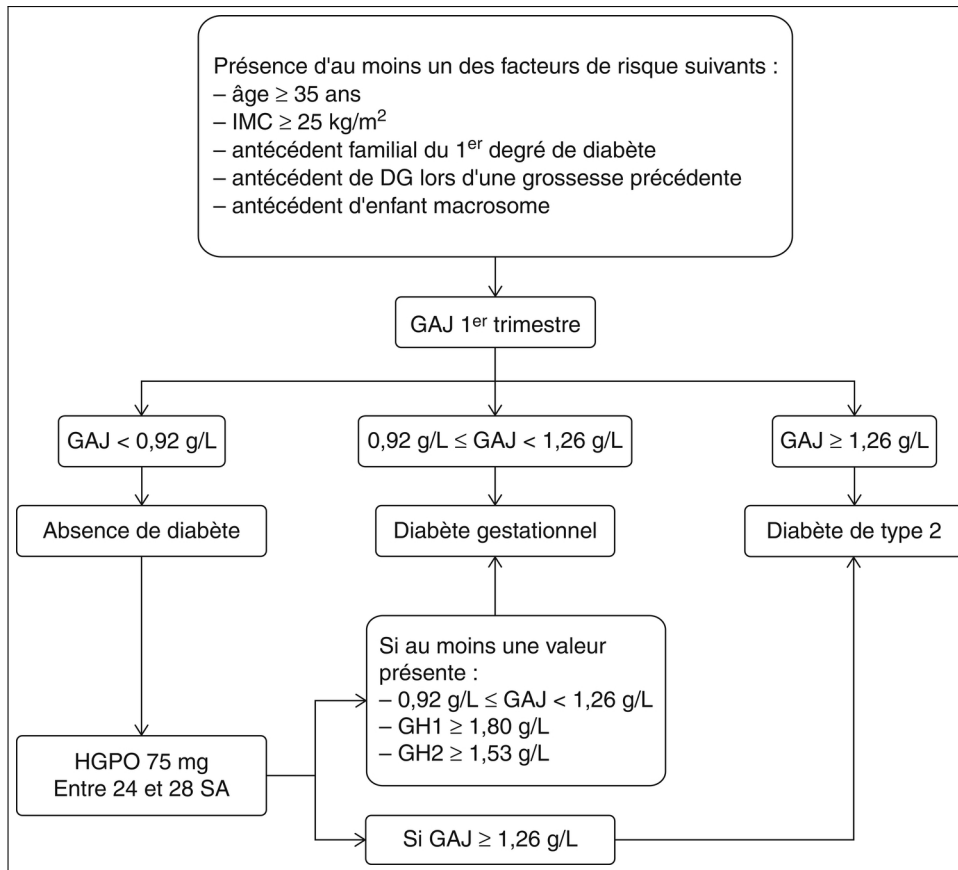 Présence d'au moins un des facteurs de risque suivants :
– âge ≥ 35 ans
– IMC ≥ 25 kg/m²
– antécédent familial du 1er degré de diabète
– antécédent de DG lors d'une grossesse précédente
– antécédent d'enfant macrosome
GAJ 1er trimestre
GAJ < 0,92 g/L
0,92 g/L ≤ GAJ < 1,26 g/L
GAJ ≥ 1,26 g/L
Absence de diabète
Diabète gestationnel
Diabète de type 2
Si au moins une valeur
présente :
– 0,92 g/L ≤ GAJ < 1,26 g/L
– GH1 ≥ 1,80 g/L
– GH2 ≥ 1,53 g/L
HGPO 75 mg
Entre 24 et 28 SA
Si GAJ ≥ 1,26 g/L